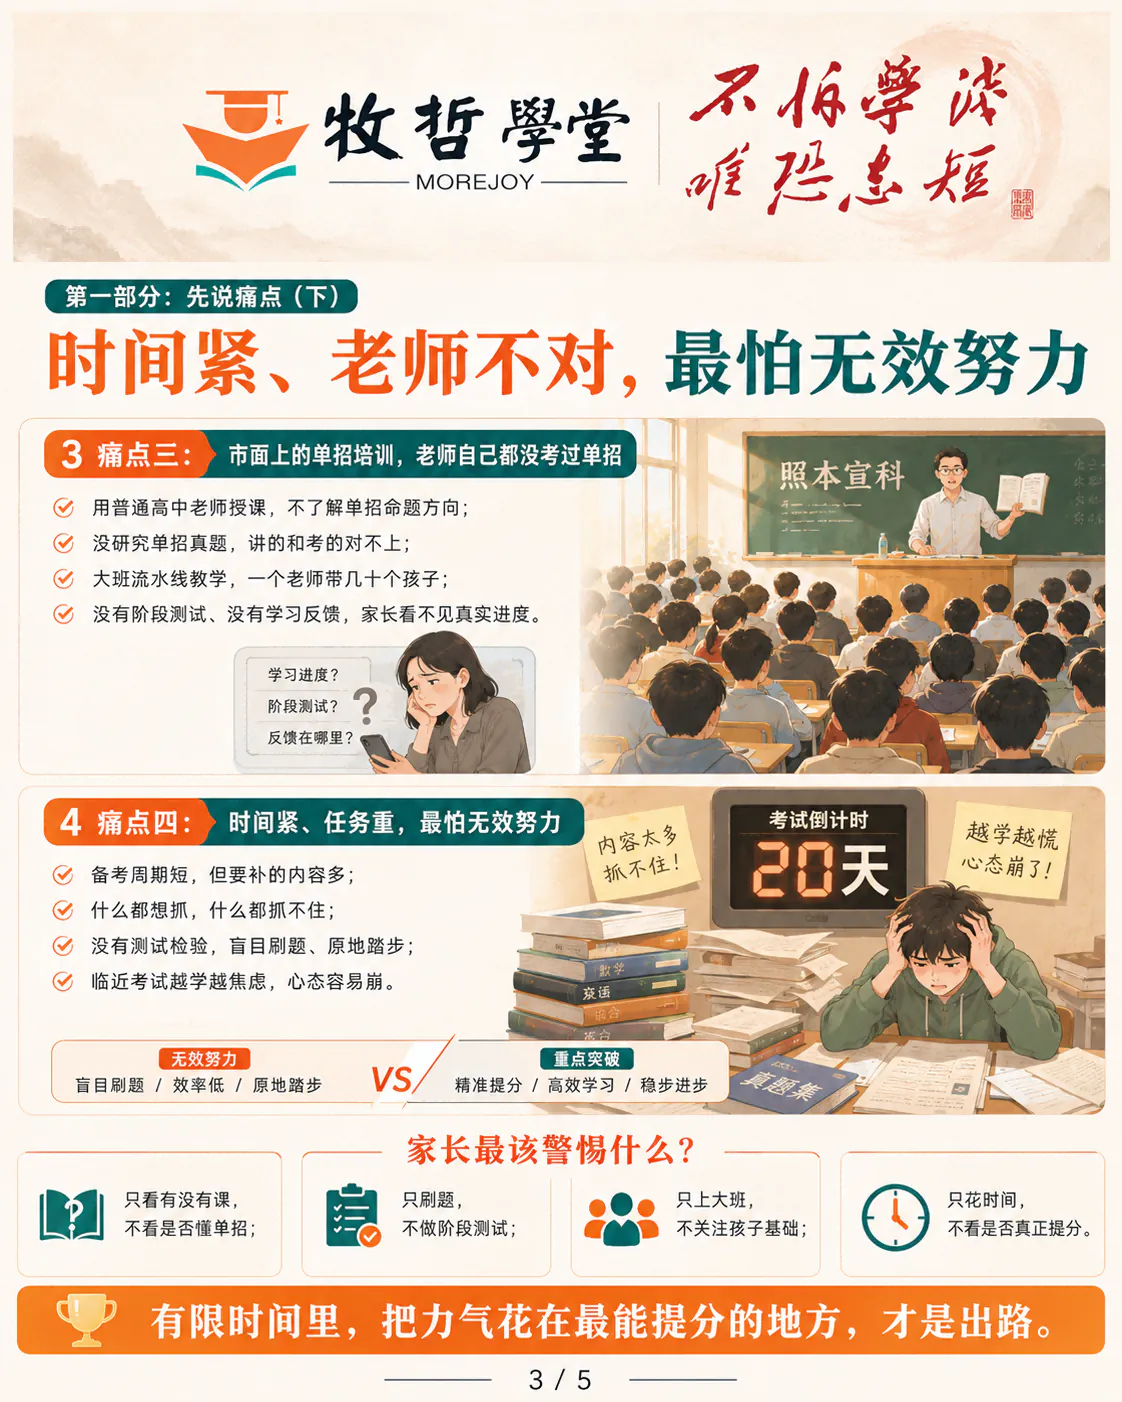 牧哲學堂
MOREJOY
不怕學淺
唯恐志短
第一部分：先说痛点（下）
时间紧、老师不对，最怕无效努力
3 痛点三：市面上的单招培训，老师自己都没考过单招
用普通高中老师授课，不了解单招命题方向；
没研究单招真题，讲的和考的对不上；
大班流水线教学，一个老师带几十个孩子；
没有阶段测试、没有学习反馈，家长看不见真实进度。
学习进度？
阶段测试？
反馈在哪里？
?
照本宣科
4 痛点四：时间紧、任务重，最怕无效努力
备考周期短，但要补的内容多；
什么都想抓，什么都抓不住；
没有测试检验，盲目刷题、原地踏步；
临近考试越学越焦虑，心态容易崩。
内容太多
抓不住！
考试倒计时
20天
越学越慌
心态崩了！
数学
真题集
无效努力
盲目刷题 / 效率低 / 原地踏步
VS
重点突破
精准提分 / 高效学习 / 稳步进步
家长最该警惕什么？
只看有没有课，
不看是否懂单招；
只刷题，
不做阶段测试；
只上大班，
不关注孩子基础；
只花时间，
不看是否真正提分。
有限时间里，把力气花在最能提分的地方，才是出路。
3 / 5